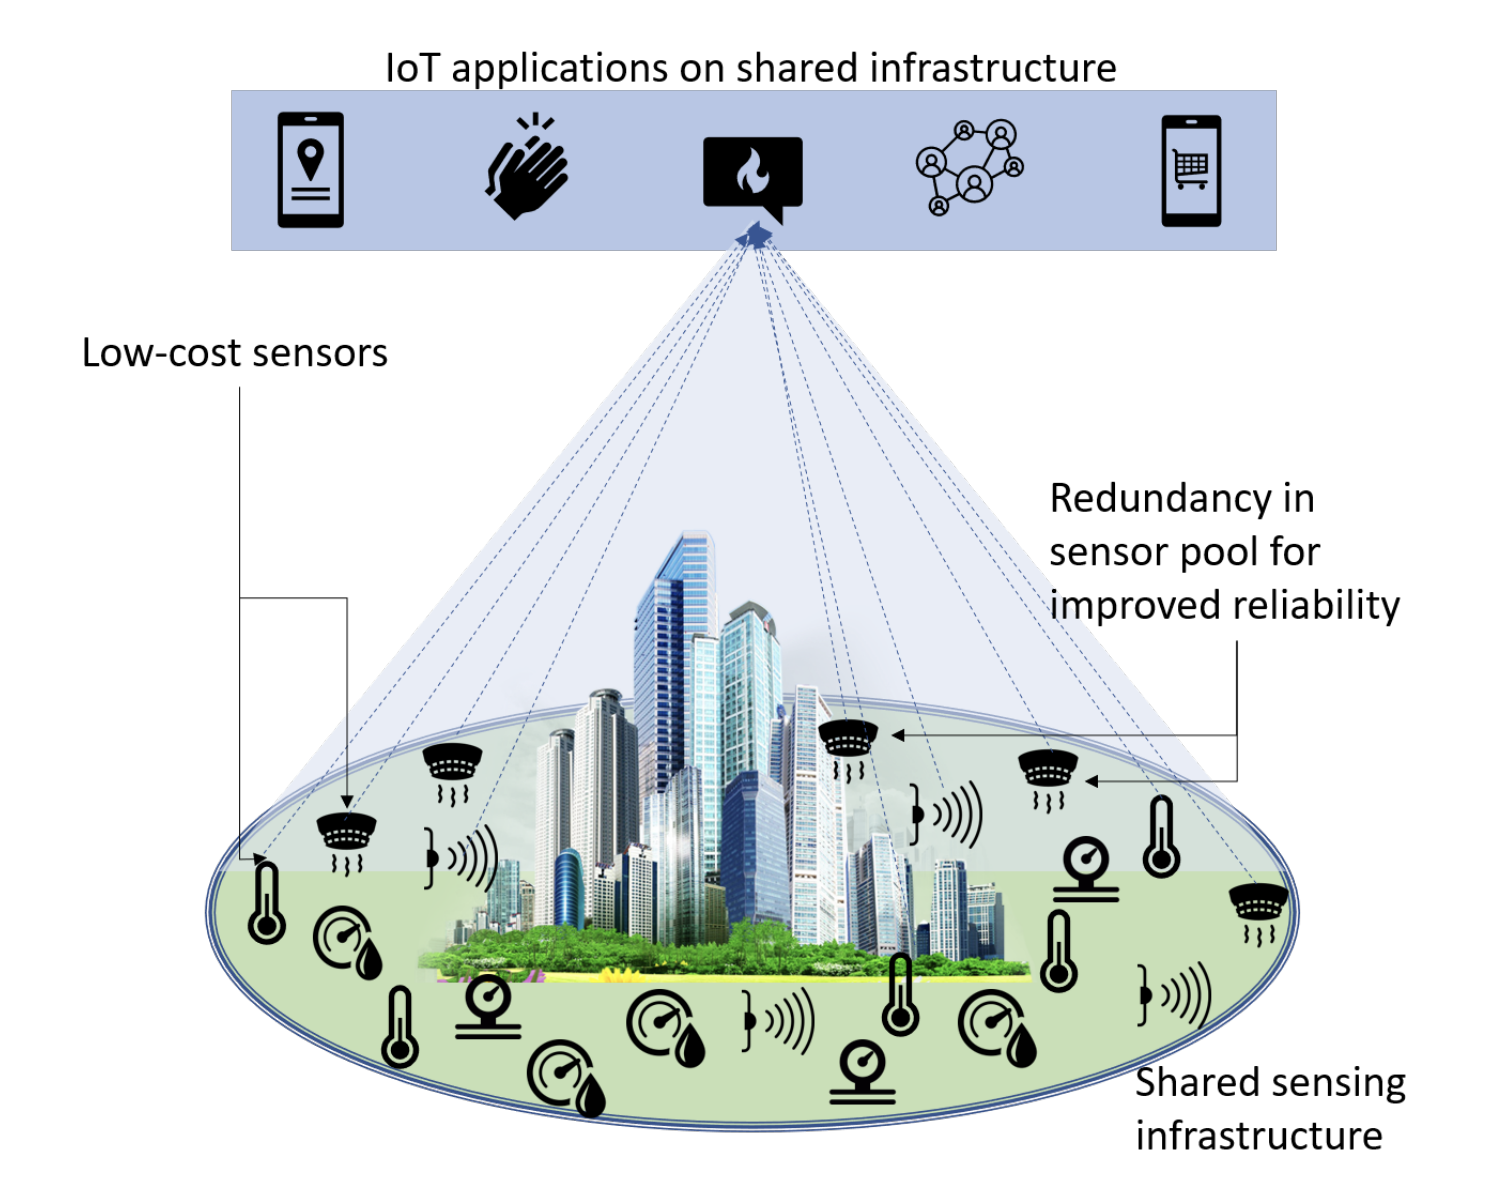 IoT applications on shared infrastructure
Low-cost sensors
Redundancy in
sensor pool for
improved reliability
Shared sensing
infrastructure